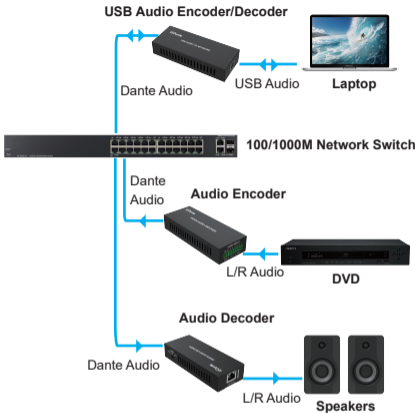 USB Audio Encoder/Decoder
Dante Audio
USB Audio
Laptop
100/1000M Network Switch
Dante
Audio
Audio Encoder
L/R Audio
DVD
Audio Decoder
Dante Audio
L/R Audio
Speakers